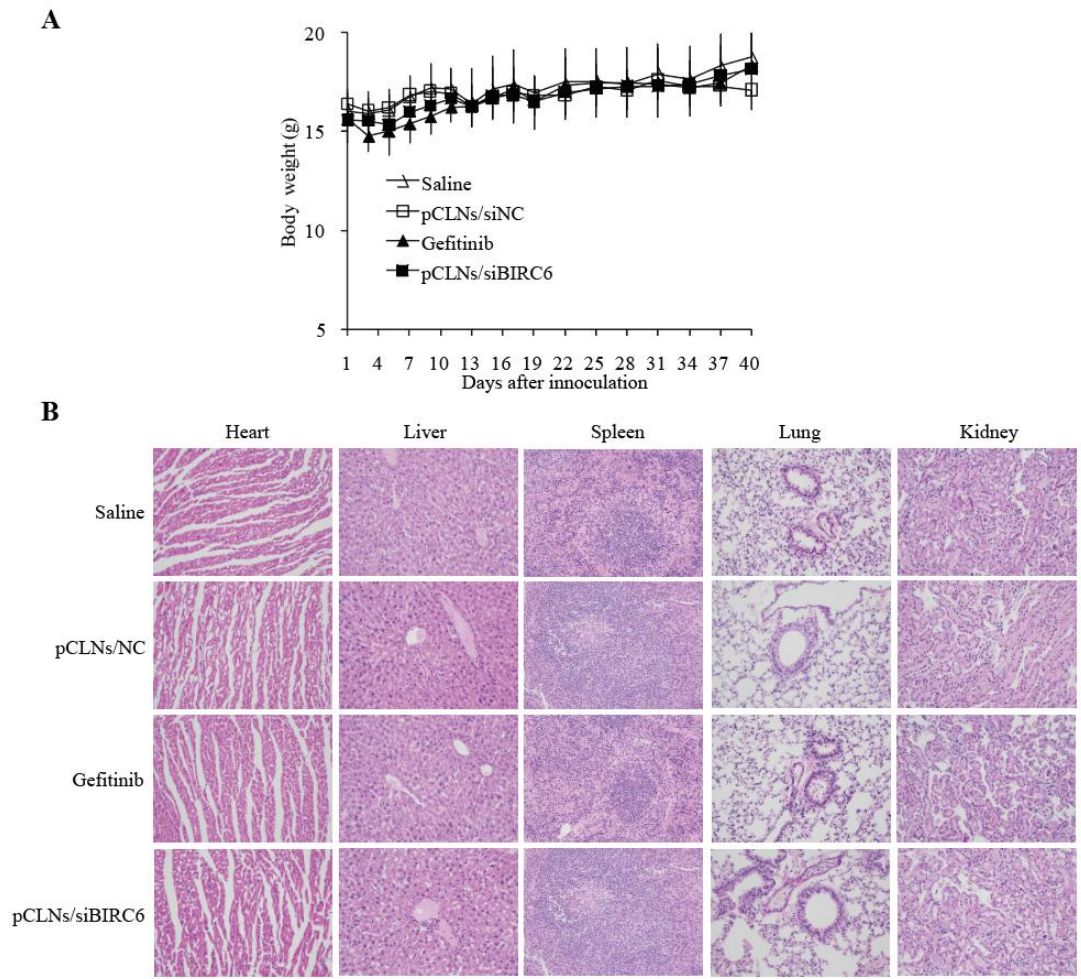 A
20
15
10
5
Body weight (g)
Saline
pCLNs/siNC
Gefitinib
pCLNs/siBIRC6
1 4 7 10 13 16 19 22 25 28 31 34 37 40
Days after innoculation
B
Heart Liver Spleen Lung Kidney
Saline
pCLNs/NC
Gefitinib
pCLNs/siBIRC6